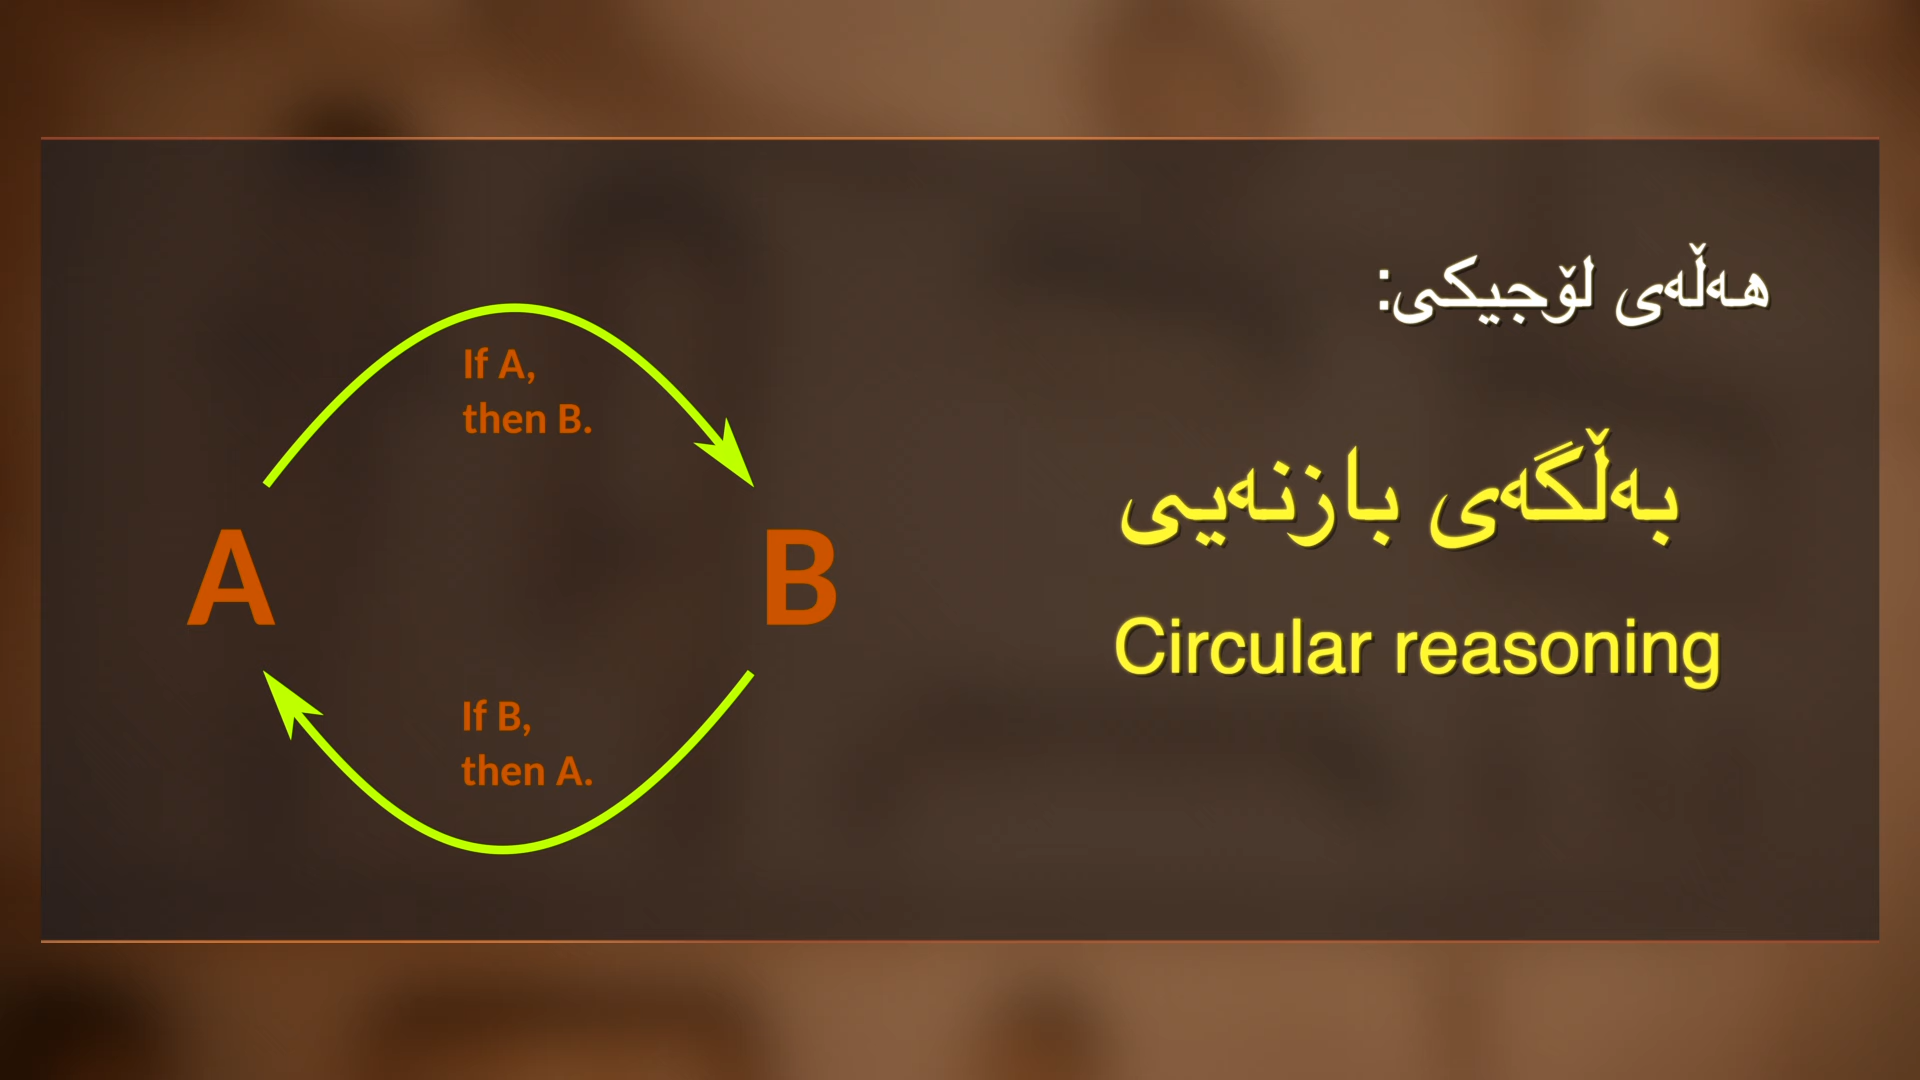 هەڵەی لۆجیکی:
بەڵگەی بازنەیی
Circular reasoning
If A,
then B.
A
B
If B,
then A.